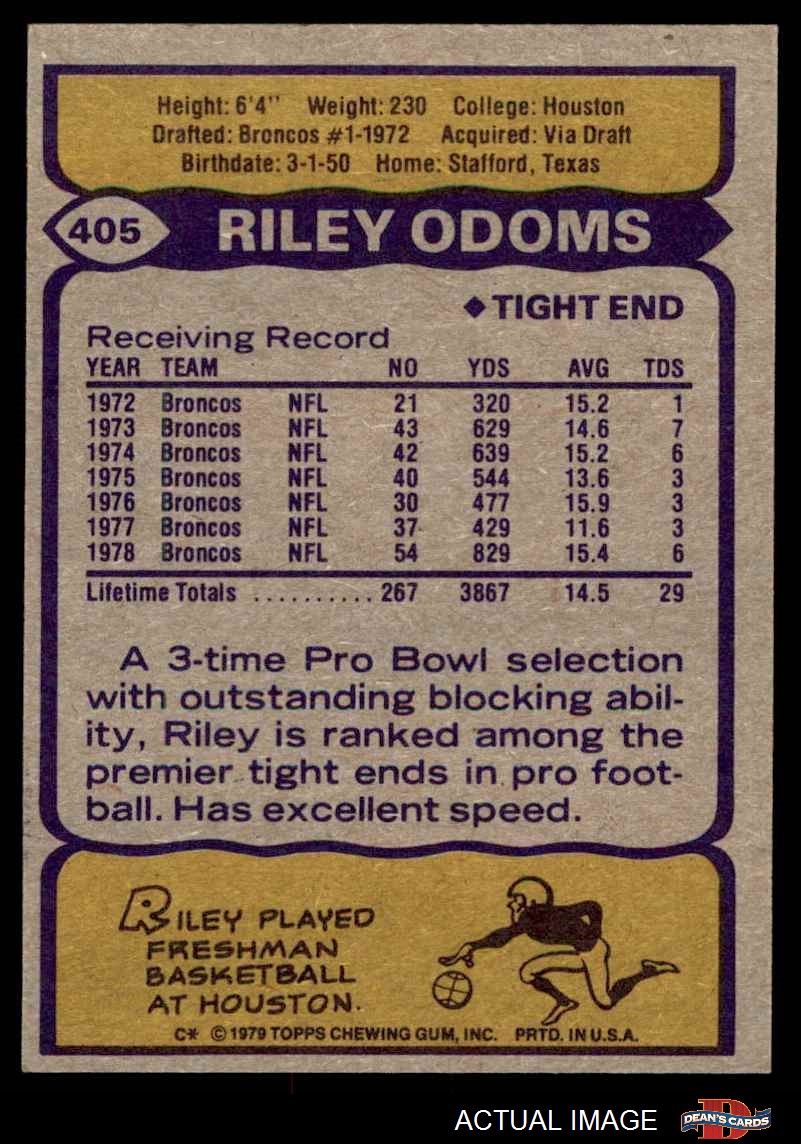 Height: 6'4" Weight: 230 College: Houston
Drafted: Broncos #1-1972 Acquired: Via Draft
Birthdate: 3-1-50 Home: Stafford, Texas
405 RILEY ODOMS
◆TIGHT END
Receiving Record
YEAR TEAM NO YDS AVG TDS
1972 Broncos NFL 21 320 15.2 1
1973 Broncos NFL 43 629 14.6 7
1974 Broncos NFL 42 639 15.2 6
1975 Broncos NFL 40 544 13.6 3
1976 Broncos NFL 30 477 15.9 3
1977 Broncos NFL 37 429 11.6 3
1978 Broncos NFL 54 829 15.4 6
Lifetime Totals .......... 267 3867 14.5 29
A 3-time Pro Bowl selection
with outstanding blocking abil-
ity, Riley is ranked among the
premier tight ends in pro foot-
ball. Has excellent speed.
RILEY PLAYED
FRESHMAN
BASKETBALL
AT HOUSTON.
C* © 1979 TOPPS CHEWING GUM, INC. PRTD. IN U.S.A.
ACTUAL IMAGE
D
DEAN'S CARDS